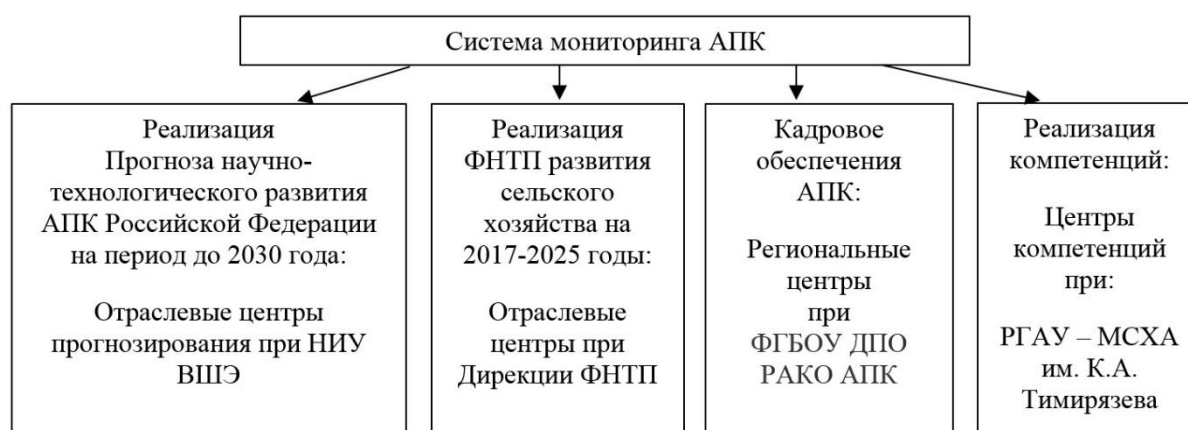 Система мониторинга АПК
Реализация
Прогноза научно-
технологического развития
АПК Российской Федерации
на период до 2030 года:
Отраслевые центры
прогнозирования при НИУ
ВШЭ
Реализация
ФНТП развития
сельского
хозяйства на
2017-2025 годы:
Отраслевые
центры при
Дирекции ФНТП
Кадровое
обеспечения
АПК:
Региональные
центры
при
ФГБОУ ДПО
РАКО АПК
Реализация
компетенций:
Центры
компетенций
при:
РГАУ – МСХА
им. К.А.
Тимирязева